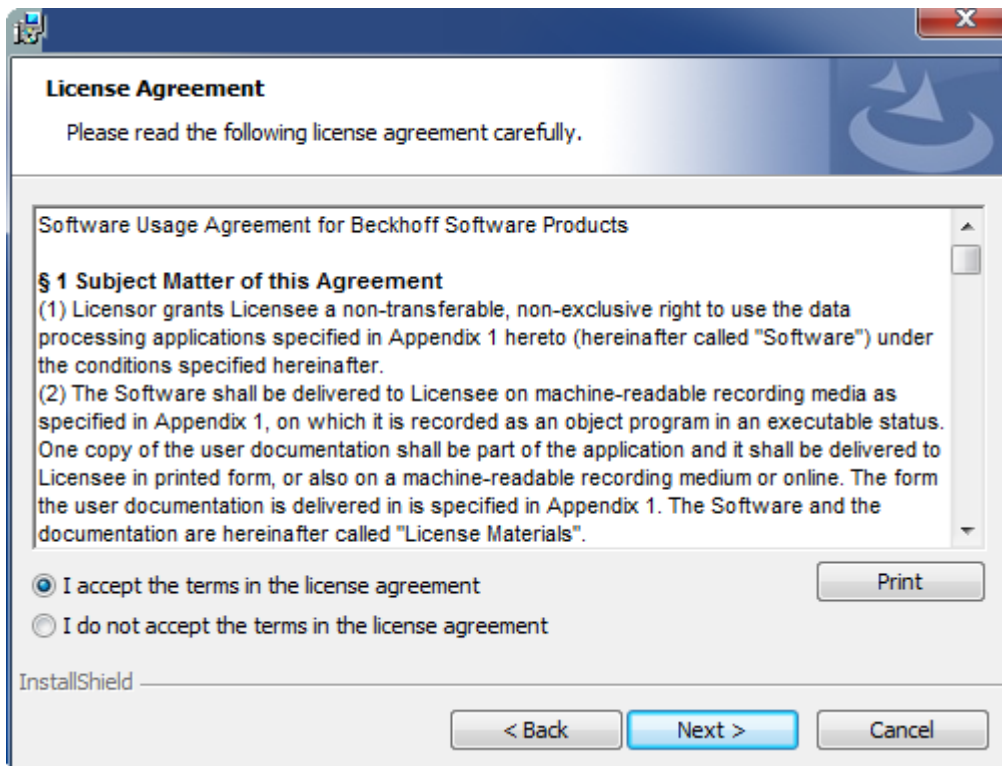 License Agreement
Please read the following license agreement carefully.
Software Usage Agreement for Beckhoff Software Products
§ 1 Subject Matter of this Agreement
(1) Licensor grants Licensee a non-transferable, non-exclusive right to use the data
processing applications specified in Appendix 1 hereto (hereinafter called "Software") under
the conditions specified hereinafter.
(2) The Software shall be delivered to Licensee on machine-readable recording media as
specified in Appendix 1, on which it is recorded as an object program in an executable status.
One copy of the user documentation shall be part of the application and it shall be delivered to
Licensee in printed form, or also on a machine-readable recording medium or online. The form
the user documentation is delivered in is specified in Appendix 1. The Software and the
documentation are hereinafter called "License Materials".
I accept the terms in the license agreement
Print
I do not accept the terms in the license agreement
InstallShield
< Back Next > Cancel